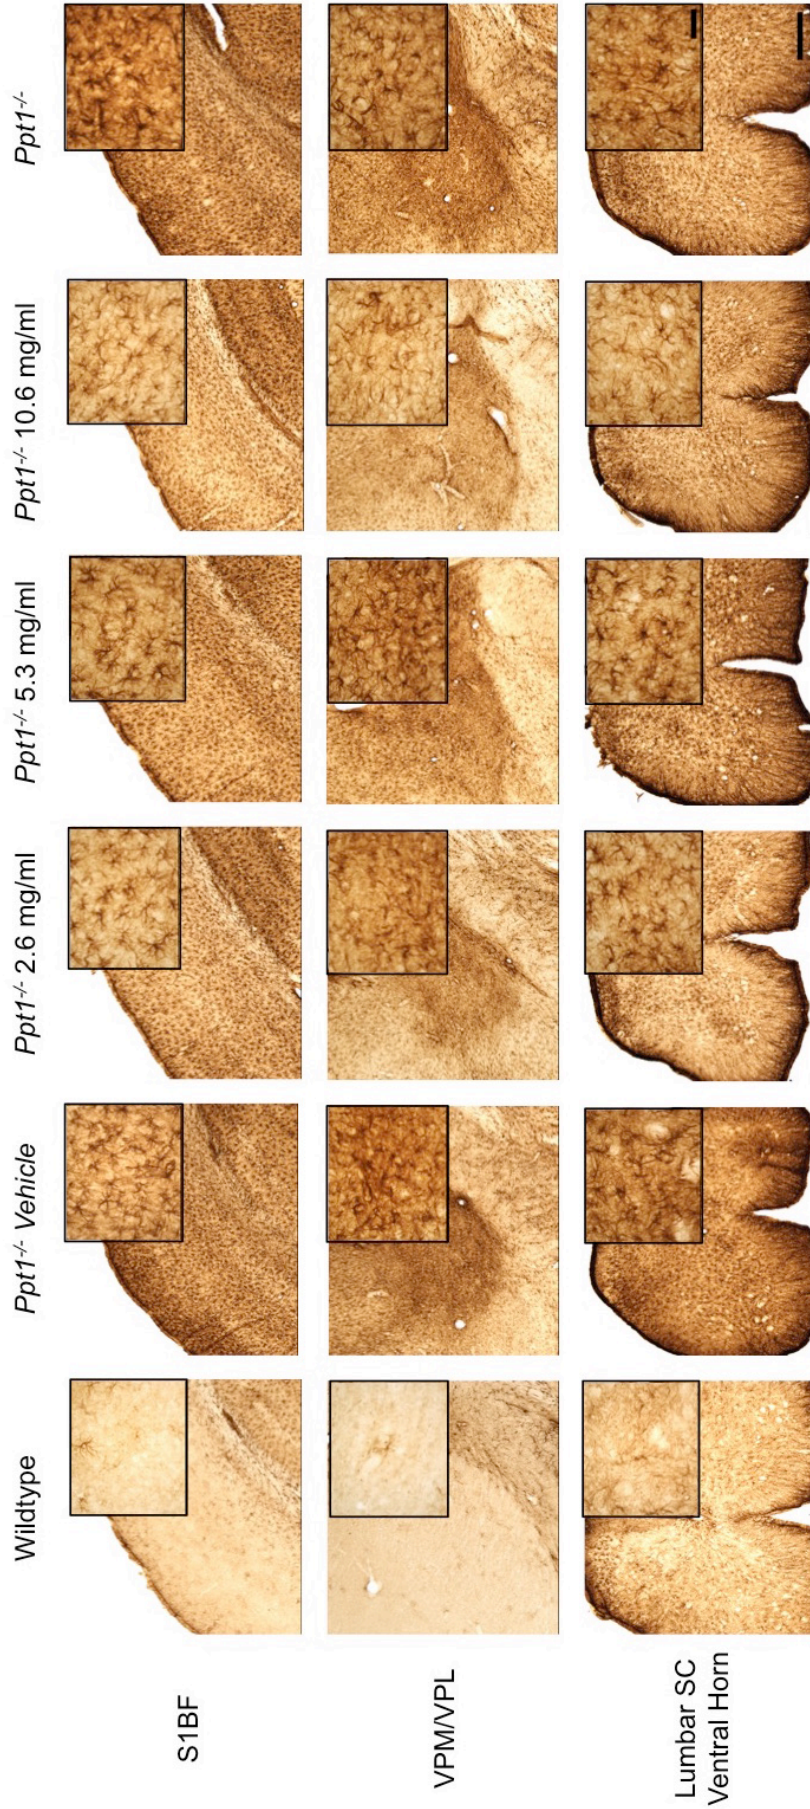 Wildtype
Ppt1-/- Vehicle
Ppt1-/- 2.6 mg/ml
Ppt1-/- 5.3 mg/ml
Ppt1-/- 10.6 mg/ml
Ppt1-/-
S1BF
VPM/VPL
Lumbar SC
Ventral Horn